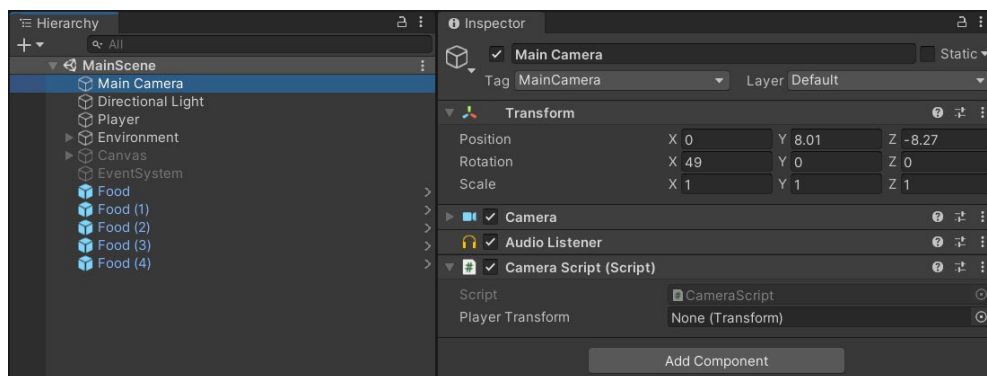 Hierarchy
All
MainScene
Main Camera
Directional Light
Player
Environment
Canvas
EventSystem
Food
Food (1)
Food (2)
Food (3)
Food (4)
Inspector
Main Camera
Static
Tag MainCamera Layer Default
Transform
Position X 0 Y 8.01 Z -8.27
Rotation X 49 Y 0 Z 0
Scale X 1 Y 1 Z 1
Camera
Audio Listener
# Camera Script (Script)
Script CameraScript
Player Transform None (Transform)
Add Component